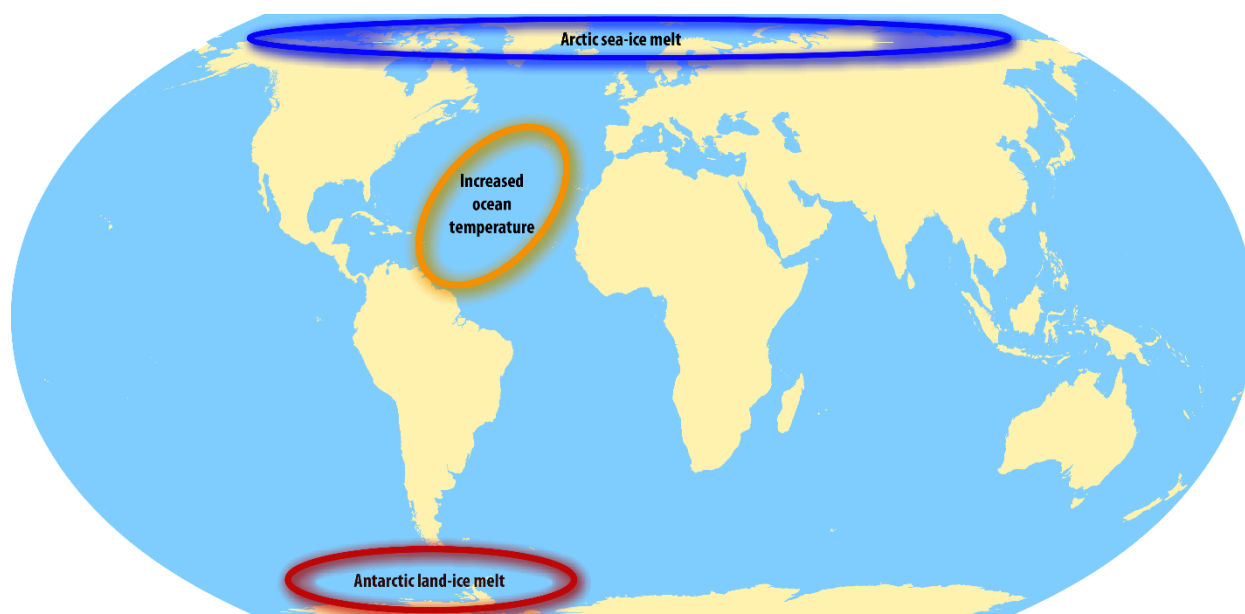 Arctic sea-ice melt
Increased
ocean
temperature
Antarctic land-ice melt